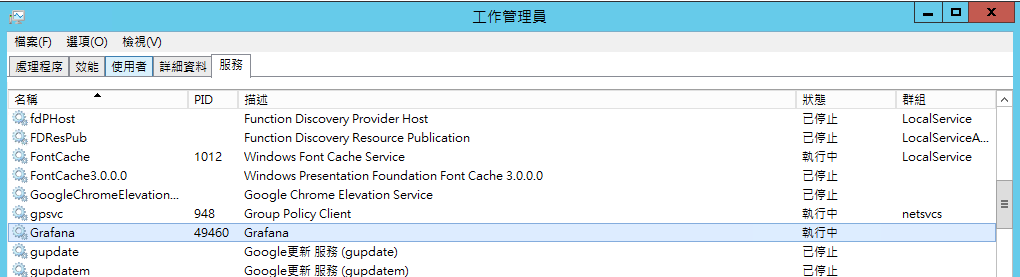 工作管理員
檔案(F) 選項(O) 檢視(V)
處理程序 效能 使用者 詳細資料 服務
名稱 PID 描述 狀態 群組
fdPHost Function Discovery Provider Host 已停止 LocalService
FDResPub Function Discovery Resource Publication 已停止 LocalServiceA...
FontCache 1012 Windows Font Cache Service 執行中 LocalService
FontCache3.0.0.0 Windows Presentation Foundation Font Cache 3.0.0.0 已停止
GoogleChromeElevation... Google Chrome Elevation Service 已停止
gpsvc 948 Group Policy Client 執行中 netsvcs
Grafana 49460 Grafana 執行中
gupdate Google更新 服務 (gupdate) 已停止
gupdatem Google更新 服務 (gupdatem) 已停止